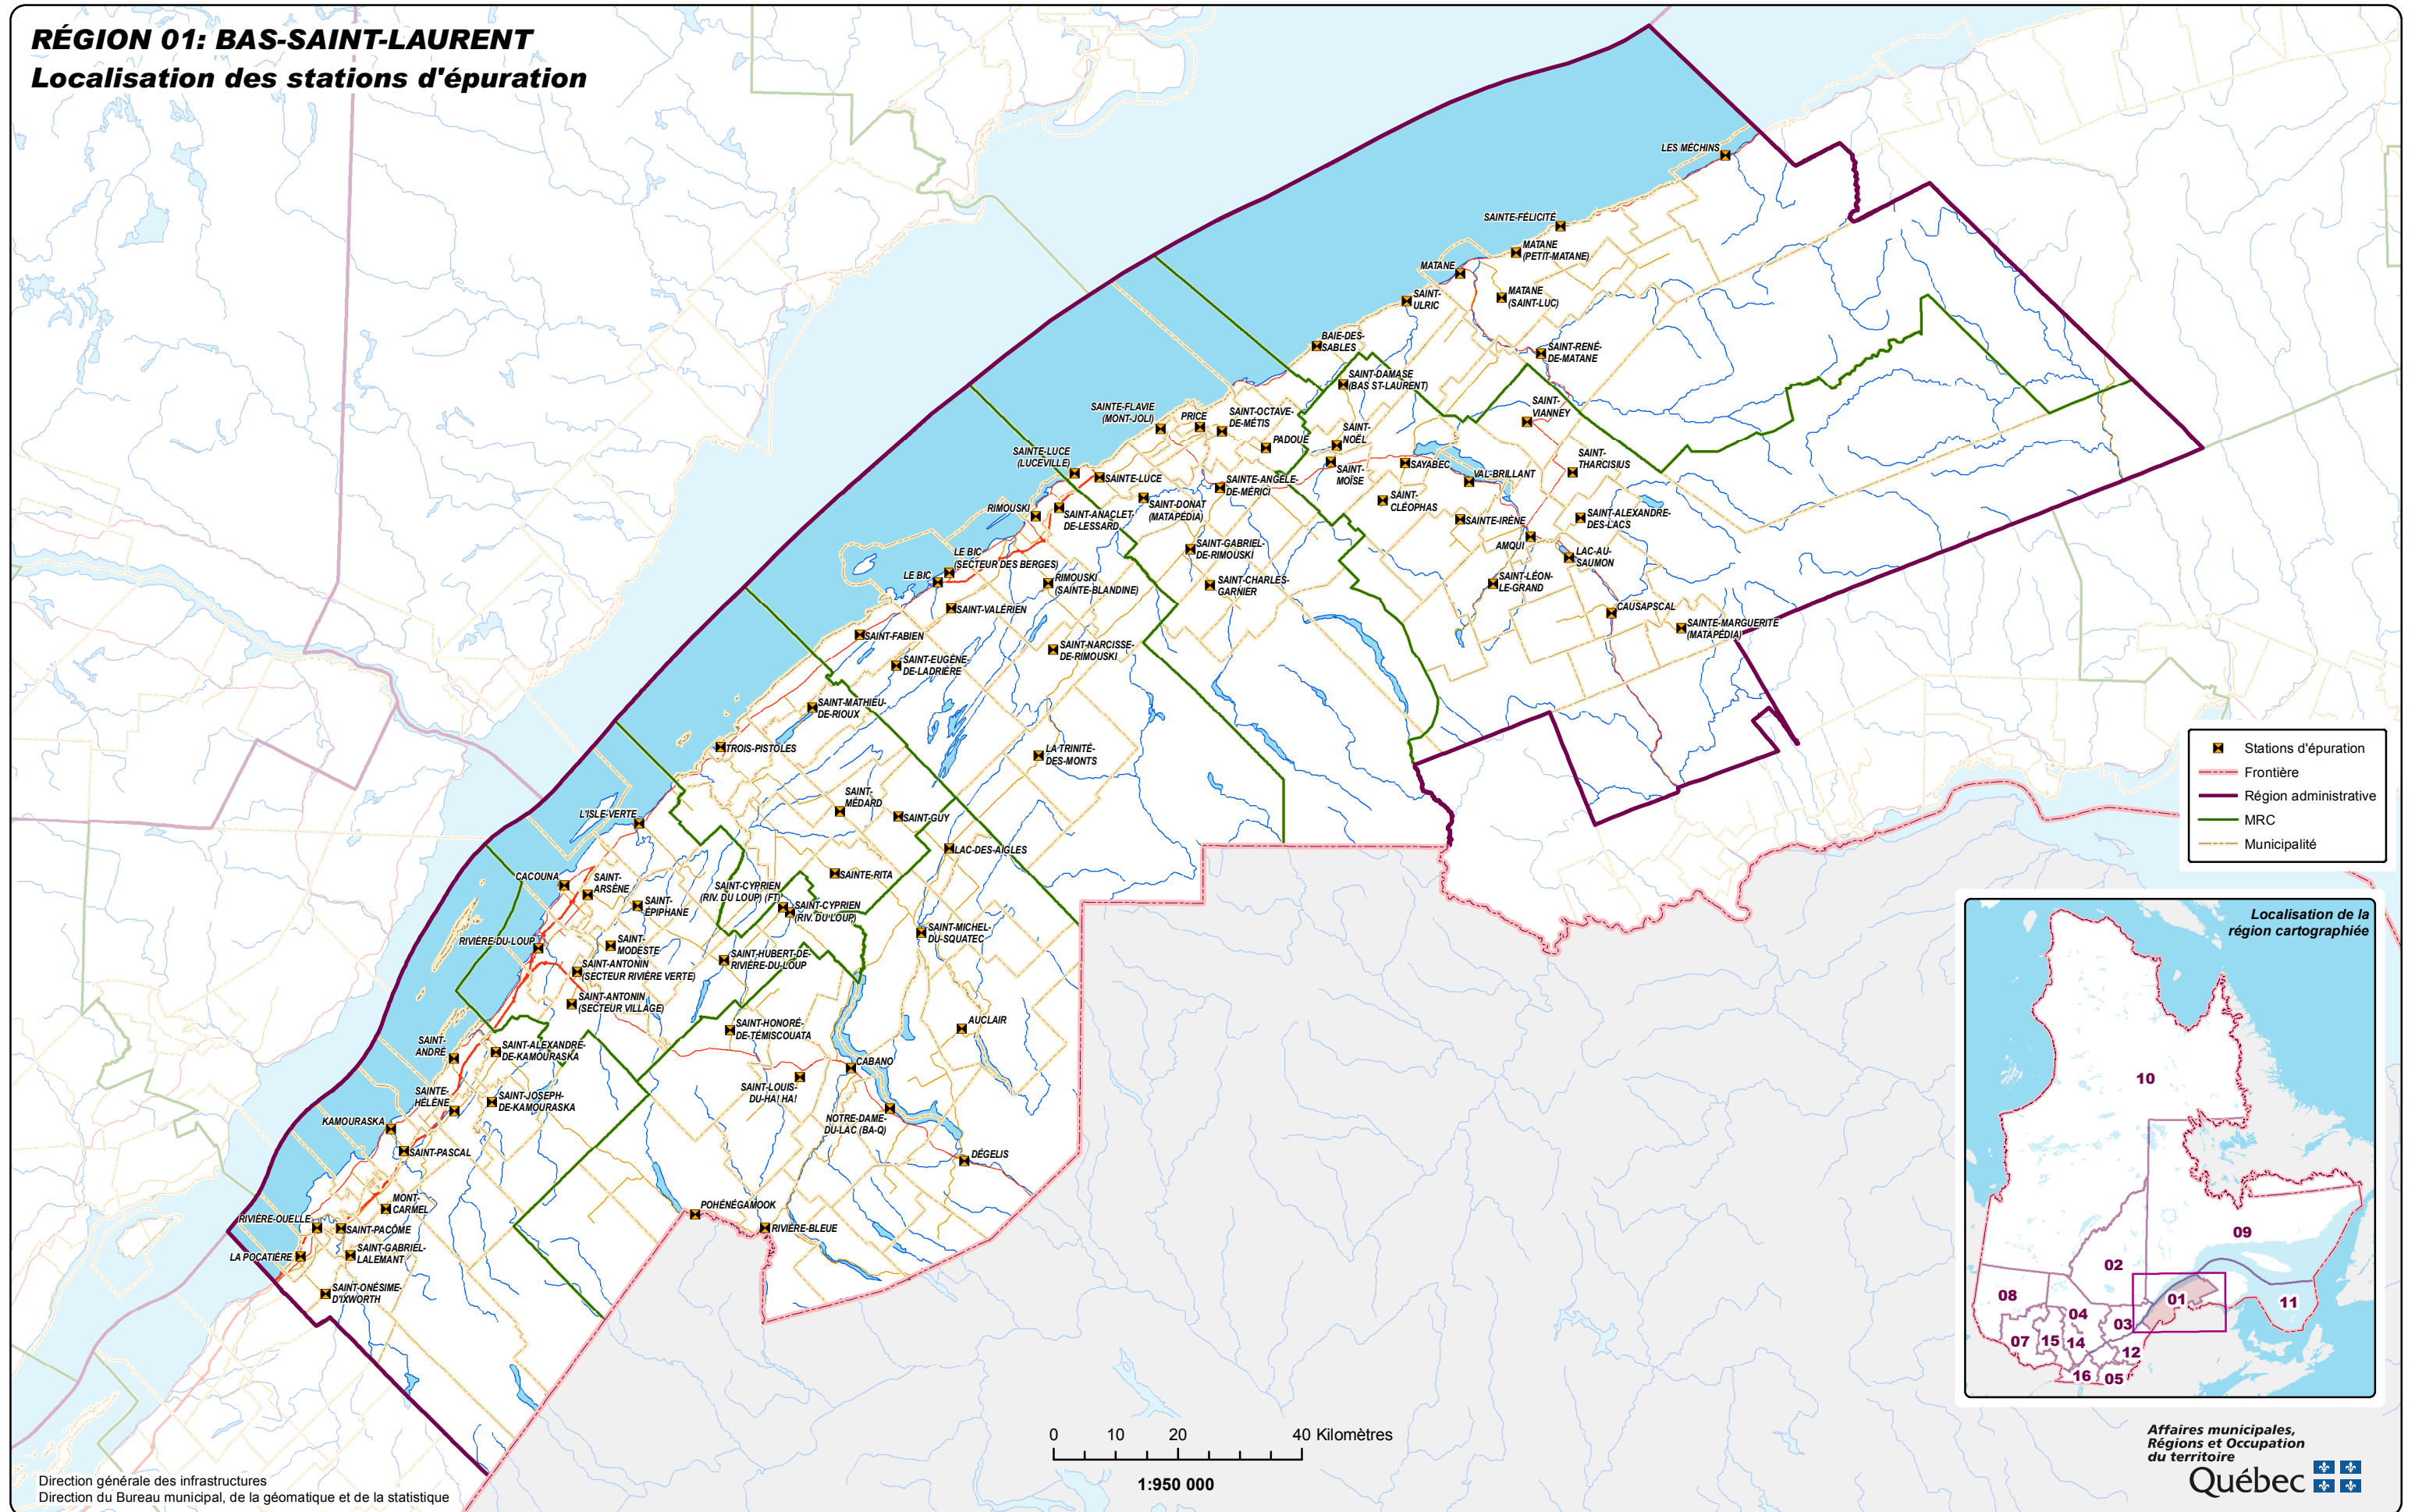 RÉGION 01: BAS-SAINT-LAURENT
Localisation des stations d'épuration
LES MÉCHINS
SAINTE-FÉLICITÉ
MATANE
(PETIT-MATANE)
MATANE
MATANE
(SAINT-LUC)
SAINT-
ULRIC
BAIE-DES-
SABLES
SAINT-RENÉ-
DE-MATANE
SAINT-DAMASE
(BAS ST-LAURENT)
SAINT-
VIANNEY
SAINTE-FLAVIE
(MONT-JOLI)
PRICE
SAINT-OCTAVE-
DE-MÉTIS
PADOUE
SAINT-
NOËL
SAINT-
MOÏSE
SAYABEC
VAL-BRILLANT
SAINT-
THARCISIUS
SAINTE-LUCE
(LUCEVILLE)
SAINTE-LUCE
SAINTE-ANGÈLE-
DE-MÉRICI
SAINT-DONAT
(MATAPÉDIA)
SAINT-
CLÉOPHAS
RIMOUSKI
SAINT-ANACLET-
DE-LESSARD
SAINTE-IRÈNE
SAINT-ALEXANDRE-
DES-LACS
AMQUI
LAC-AU-
SAUMON
SAINT-GABRIEL-
DE-RIMOUSKI
LE BIC
(SECTEUR DES BERGES)
LE BIC
RIMOUSKI
(SAINTE-BLANDINE)
SAINT-CHARLES-
GARNIER
SAINT-LÉON-
LE-GRAND
SAINT-VALÉRIEN
CAUSAPSCAL
SAINTE-MARGUERITE
(MATAPÉDIA)
SAINT-FABIEN
SAINT-NARCISSE-
DE-RIMOUSKI
SAINT-EUGÈNE-
DE-LADRIÈRE
SAINT-MATHIEU-
DE-RIOUX
TROIS-PISTOLES
LA TRINITÉ-
DES-MONTS
SAINT-
MÉDARD
SAINT-GUY
L'ISLE-VERTE
LAC-DES-AIGLES
SAINTE-RITA
CACOUNA
SAINT-
ARSÈNE
SAINT-
ÉPIPHANE
SAINT-CYPRIEN
(RIV. DU LOUP) (FT)
SAINT-CYPRIEN
(RIV. DU LOUP)
SAINT-MICHEL-
DU-SQUATEC
RIVIÈRE-DU-LOUP
SAINT-
MODESTE
SAINT-HUBERT-DE-
RIVIÈRE-DU-LOUP
SAINT-ANTONIN
(SECTEUR RIVIÈRE VERTE)
SAINT-ANTONIN
(SECTEUR VILLAGE)
SAINT-HONORÉ-
DE-TÉMISCOUATA
AUCLAIR
SAINT-
ANDRÉ
SAINT-ALEXANDRE-
DE-KAMOURASKA
CABANO
SAINT-LOUIS-
DU-HA! HA!
SAINTE-
HÉLÈNE
SAINT-JOSEPH-
DE-KAMOURASKA
NOTRE-DAME-
DU-LAC (BA-Q)
KAMOURASKA
SAINT-PASCAL
DÉGELIS
MONT-
CARMEL
POHÉNÉGAMOOK
RIVIÈRE-BLEUE
RIVIÈRE-OUELLE
SAINT-PACÔME
LA POCATIÈRE
SAINT-GABRIEL-
LALEMANT
SAINT-ONÉSIME-
D'IXWORTH
Stations d'épuration
Frontière
Région administrative
MRC
Municipalité
Localisation de la
région cartographiée
10
09
02
08
01
11
04
03
07
15
14
12
16
05
0 10 20 40 Kilomètres
1:950 000
Direction générale des infrastructures
Direction du Bureau municipal, de la géomatique et de la statistique
Affaires municipales,
Régions et Occupation
du territoire
Québec